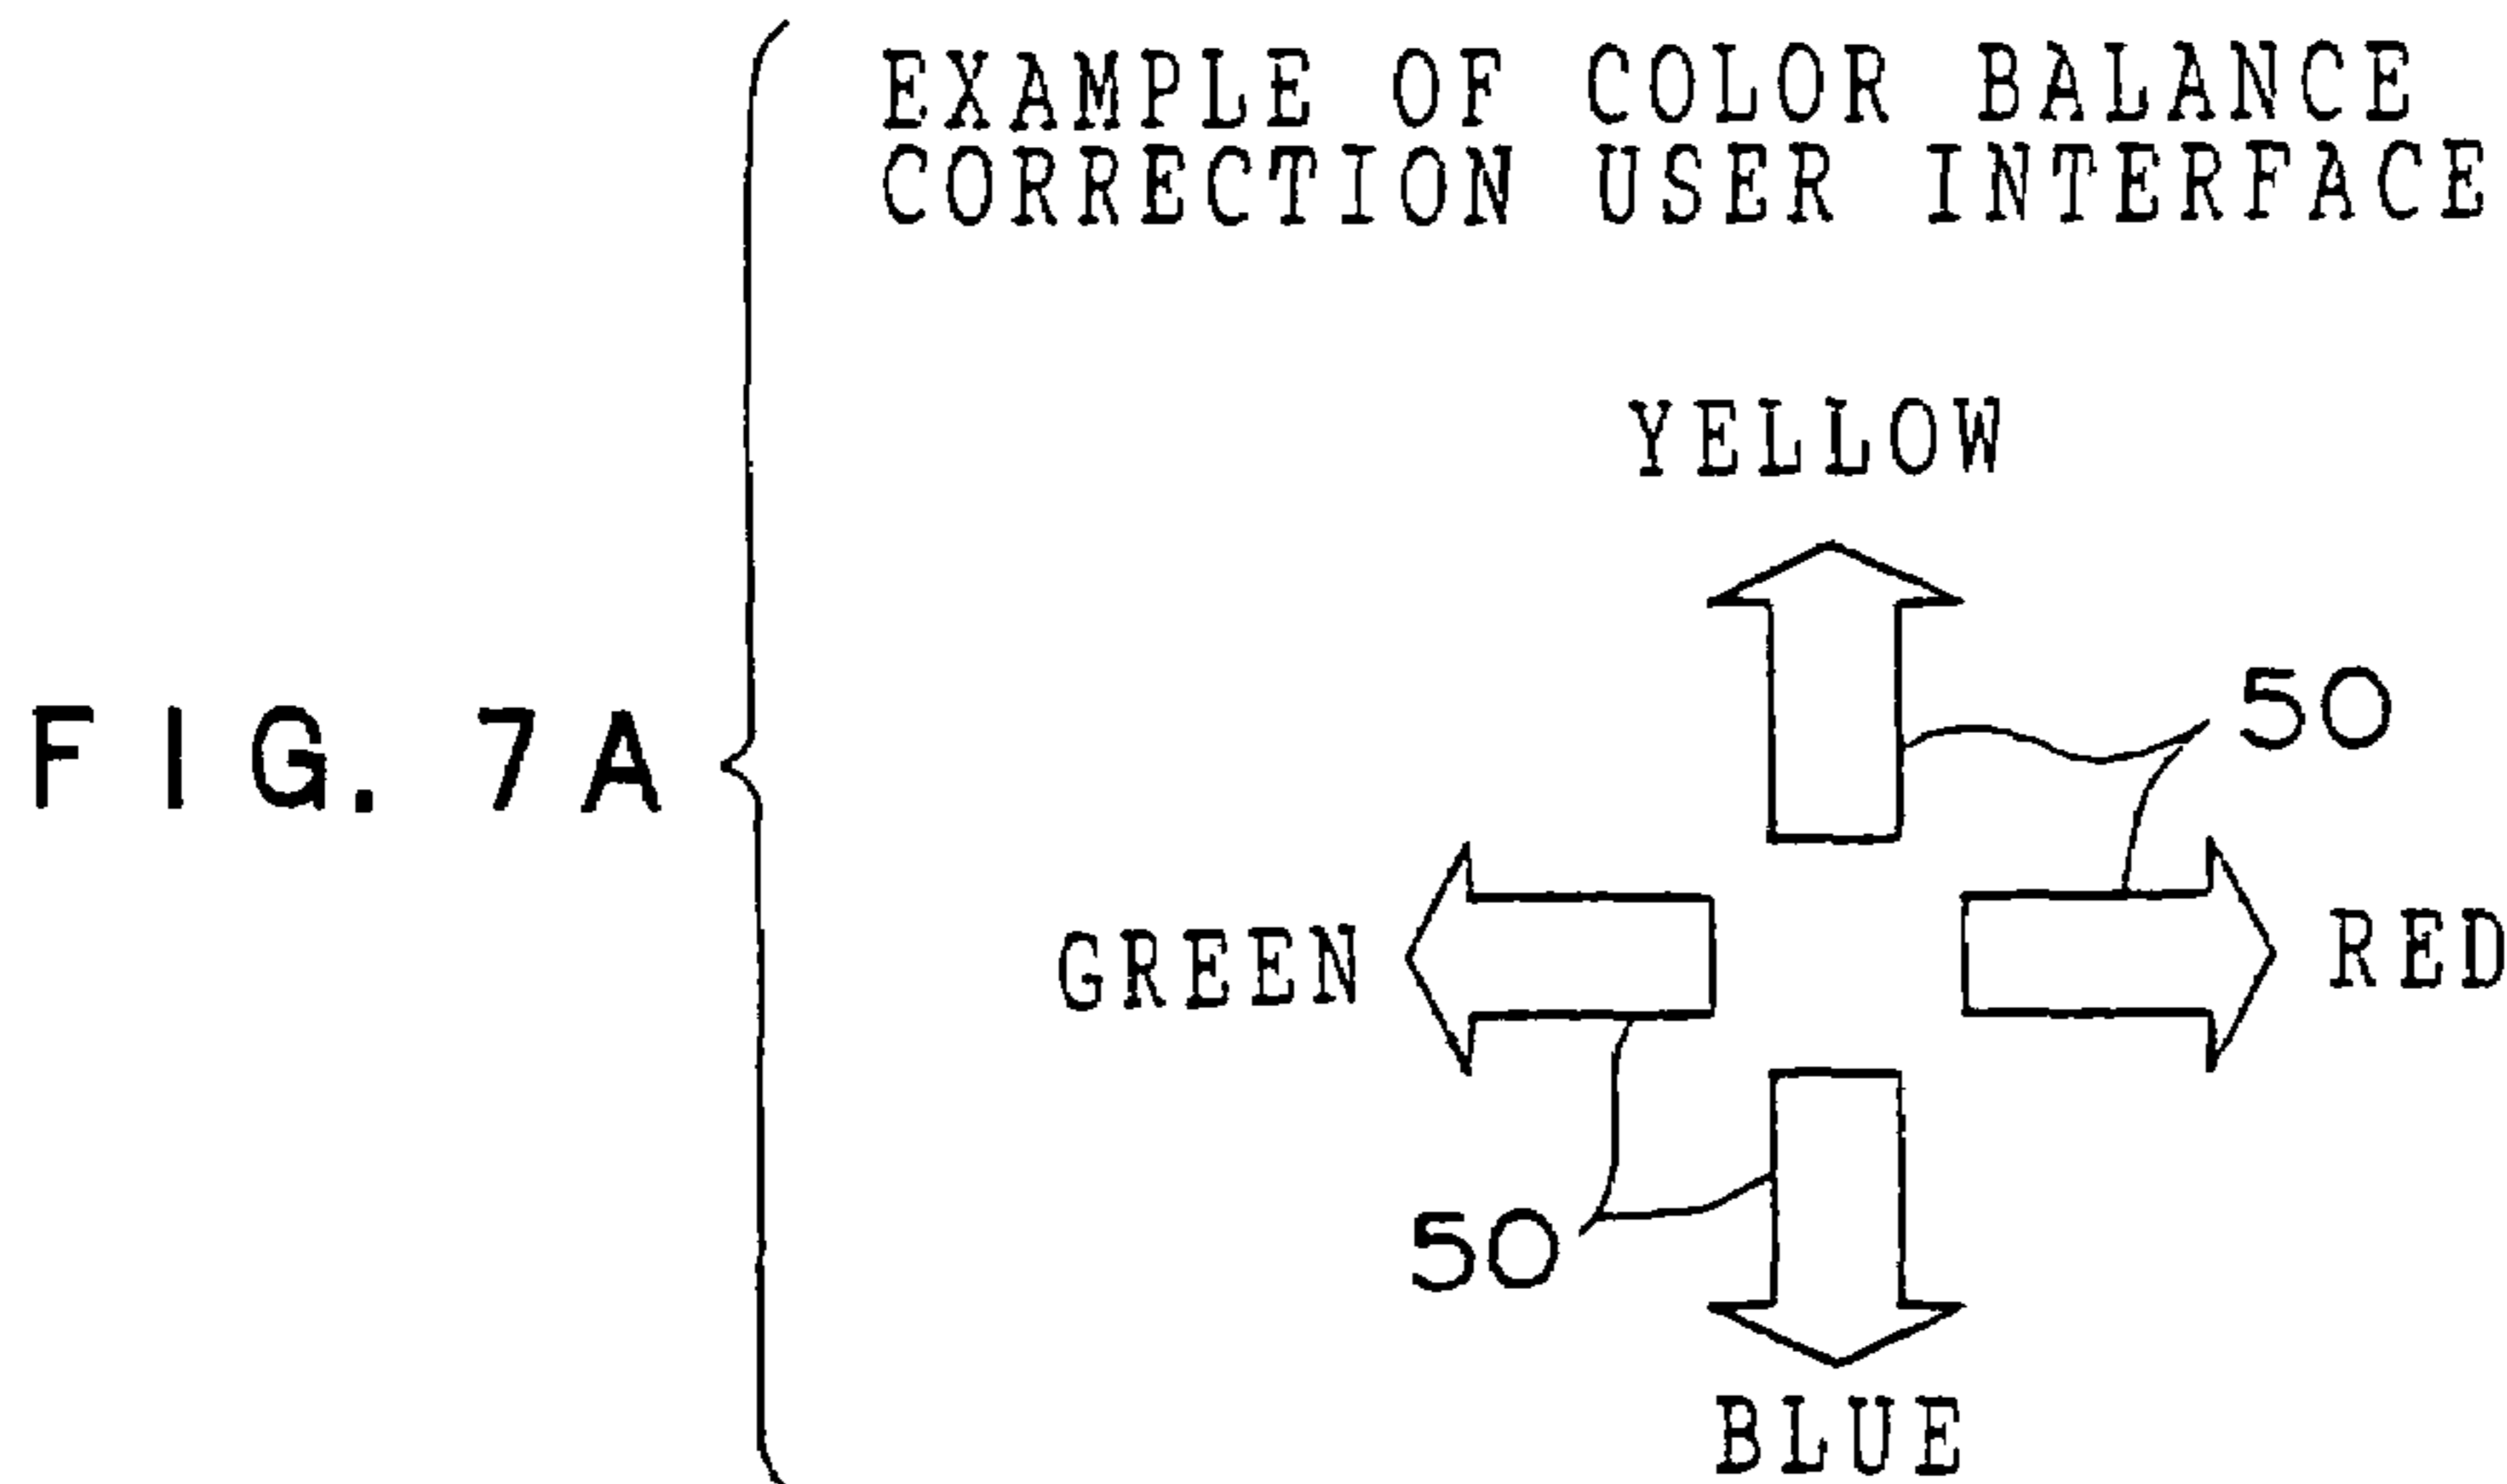 EXAMPLE OF COLOR BALANCE
CORRECTION USER INTERFACE
YELLOW
50
FIG. 7A
GREEN
RED
50
BLUE